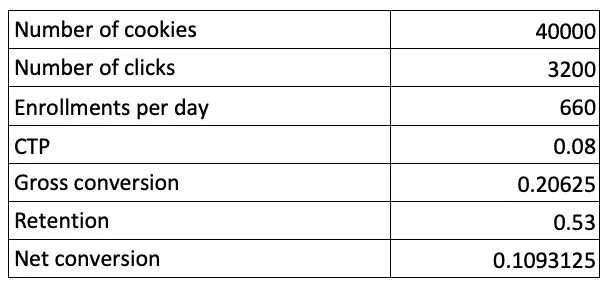 Number of cookies 40000
Number of clicks 3200
Enrollments per day 660
CTP 0.08
Gross conversion 0.20625
Retention 0.53
Net conversion 0.1093125